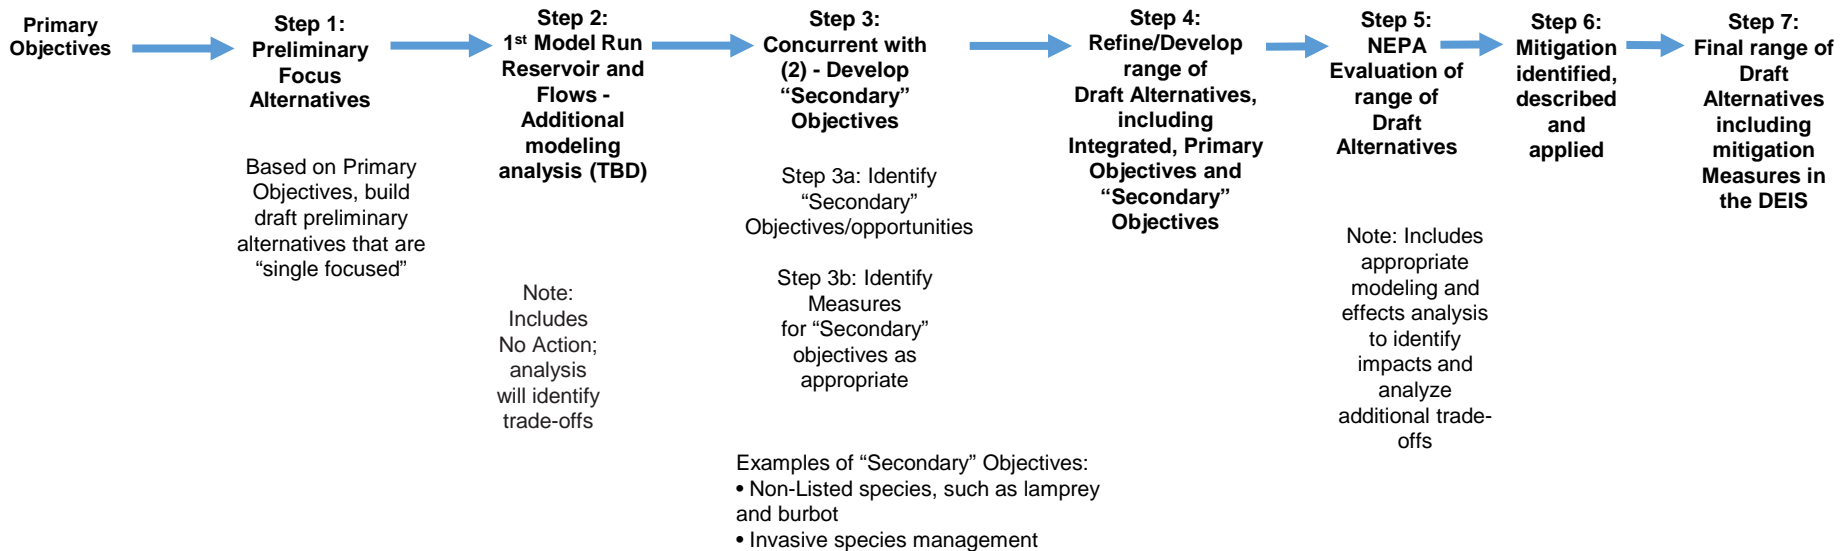 Primary
Objectives
Step 1:
Preliminary
Focus
Alternatives
Based on Primary
Objectives, build
draft preliminary
alternatives that are
“single focused”
Step 2:
1st Model Run
Reservoir and
Flows -
Additional
modeling
analysis (TBD)
Note:
Includes
No Action;
analysis
will identify
trade-offs
Step 3:
Concurrent with
(2) - Develop
“Secondary”
Objectives
Step 3a: Identify
“Secondary”
Objectives/opportunities
Step 3b: Identify
Measures
for “Secondary”
objectives as
appropriate
Examples of “Secondary” Objectives:
• Non-Listed species, such as lamprey
and burbot
• Invasive species management
Step 4:
Refine/Develop
range of
Draft Alternatives,
including
Integrated, Primary
Objectives and
“Secondary”
Objectives
Step 5:
NEPA
Evaluation of
range of
Draft
Alternatives
Note: Includes
appropriate
modeling and
effects analysis
to identify
impacts and
analyze
additional trade-
offs
Step 6:
Mitigation
identified,
described
and
applied
Step 7:
Final range of
Draft
Alternatives
including
mitigation
Measures in
the DEIS